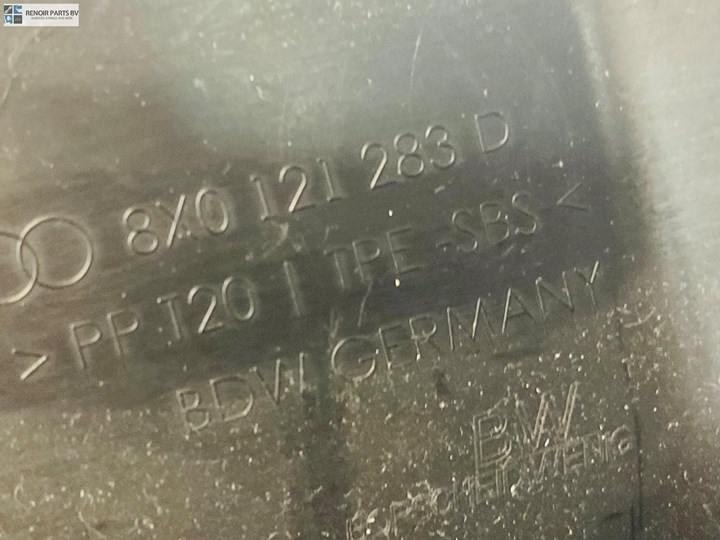 RENOIR PARTS BV
8X0 121 283 D
> PP T20 I TPE-SBS <
BDW GERMANY
BW